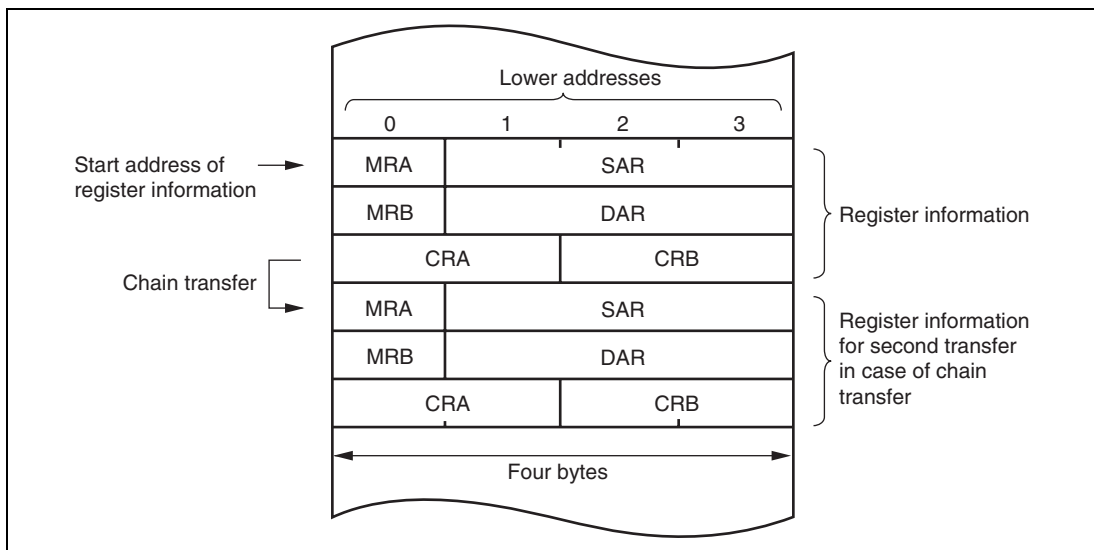 Lower addresses
0 1 2 3
Start address of
register information
MRA SAR
MRB DAR
CRA CRB
Register information
Chain transfer
MRA SAR
MRB DAR
CRA CRB
Register information
for second transfer
in case of chain
transfer
Four bytes